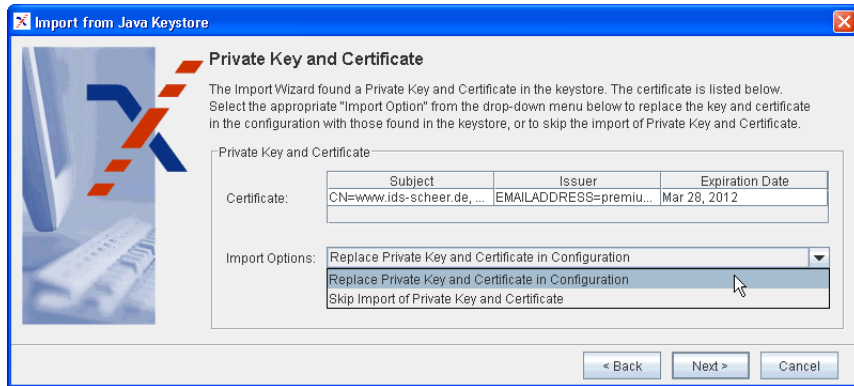 Import from Java Keystore
Private Key and Certificate
The Import Wizard found a Private Key and Certificate in the keystore. The certificate is listed below.
Select the appropriate "Import Option" from the drop-down menu below to replace the key and certificate
in the configuration with those found in the keystore, or to skip the import of Private Key and Certificate.
Private Key and Certificate
Subject Issuer Expiration Date
Certificate: CN=www.ids-scheer.de, ... EMAILADDRESS=premiu... Mar 28, 2012
Import Options: Replace Private Key and Certificate in Configuration
Replace Private Key and Certificate in Configuration
Skip Import of Private Key and Certificate
< Back Next > Cancel